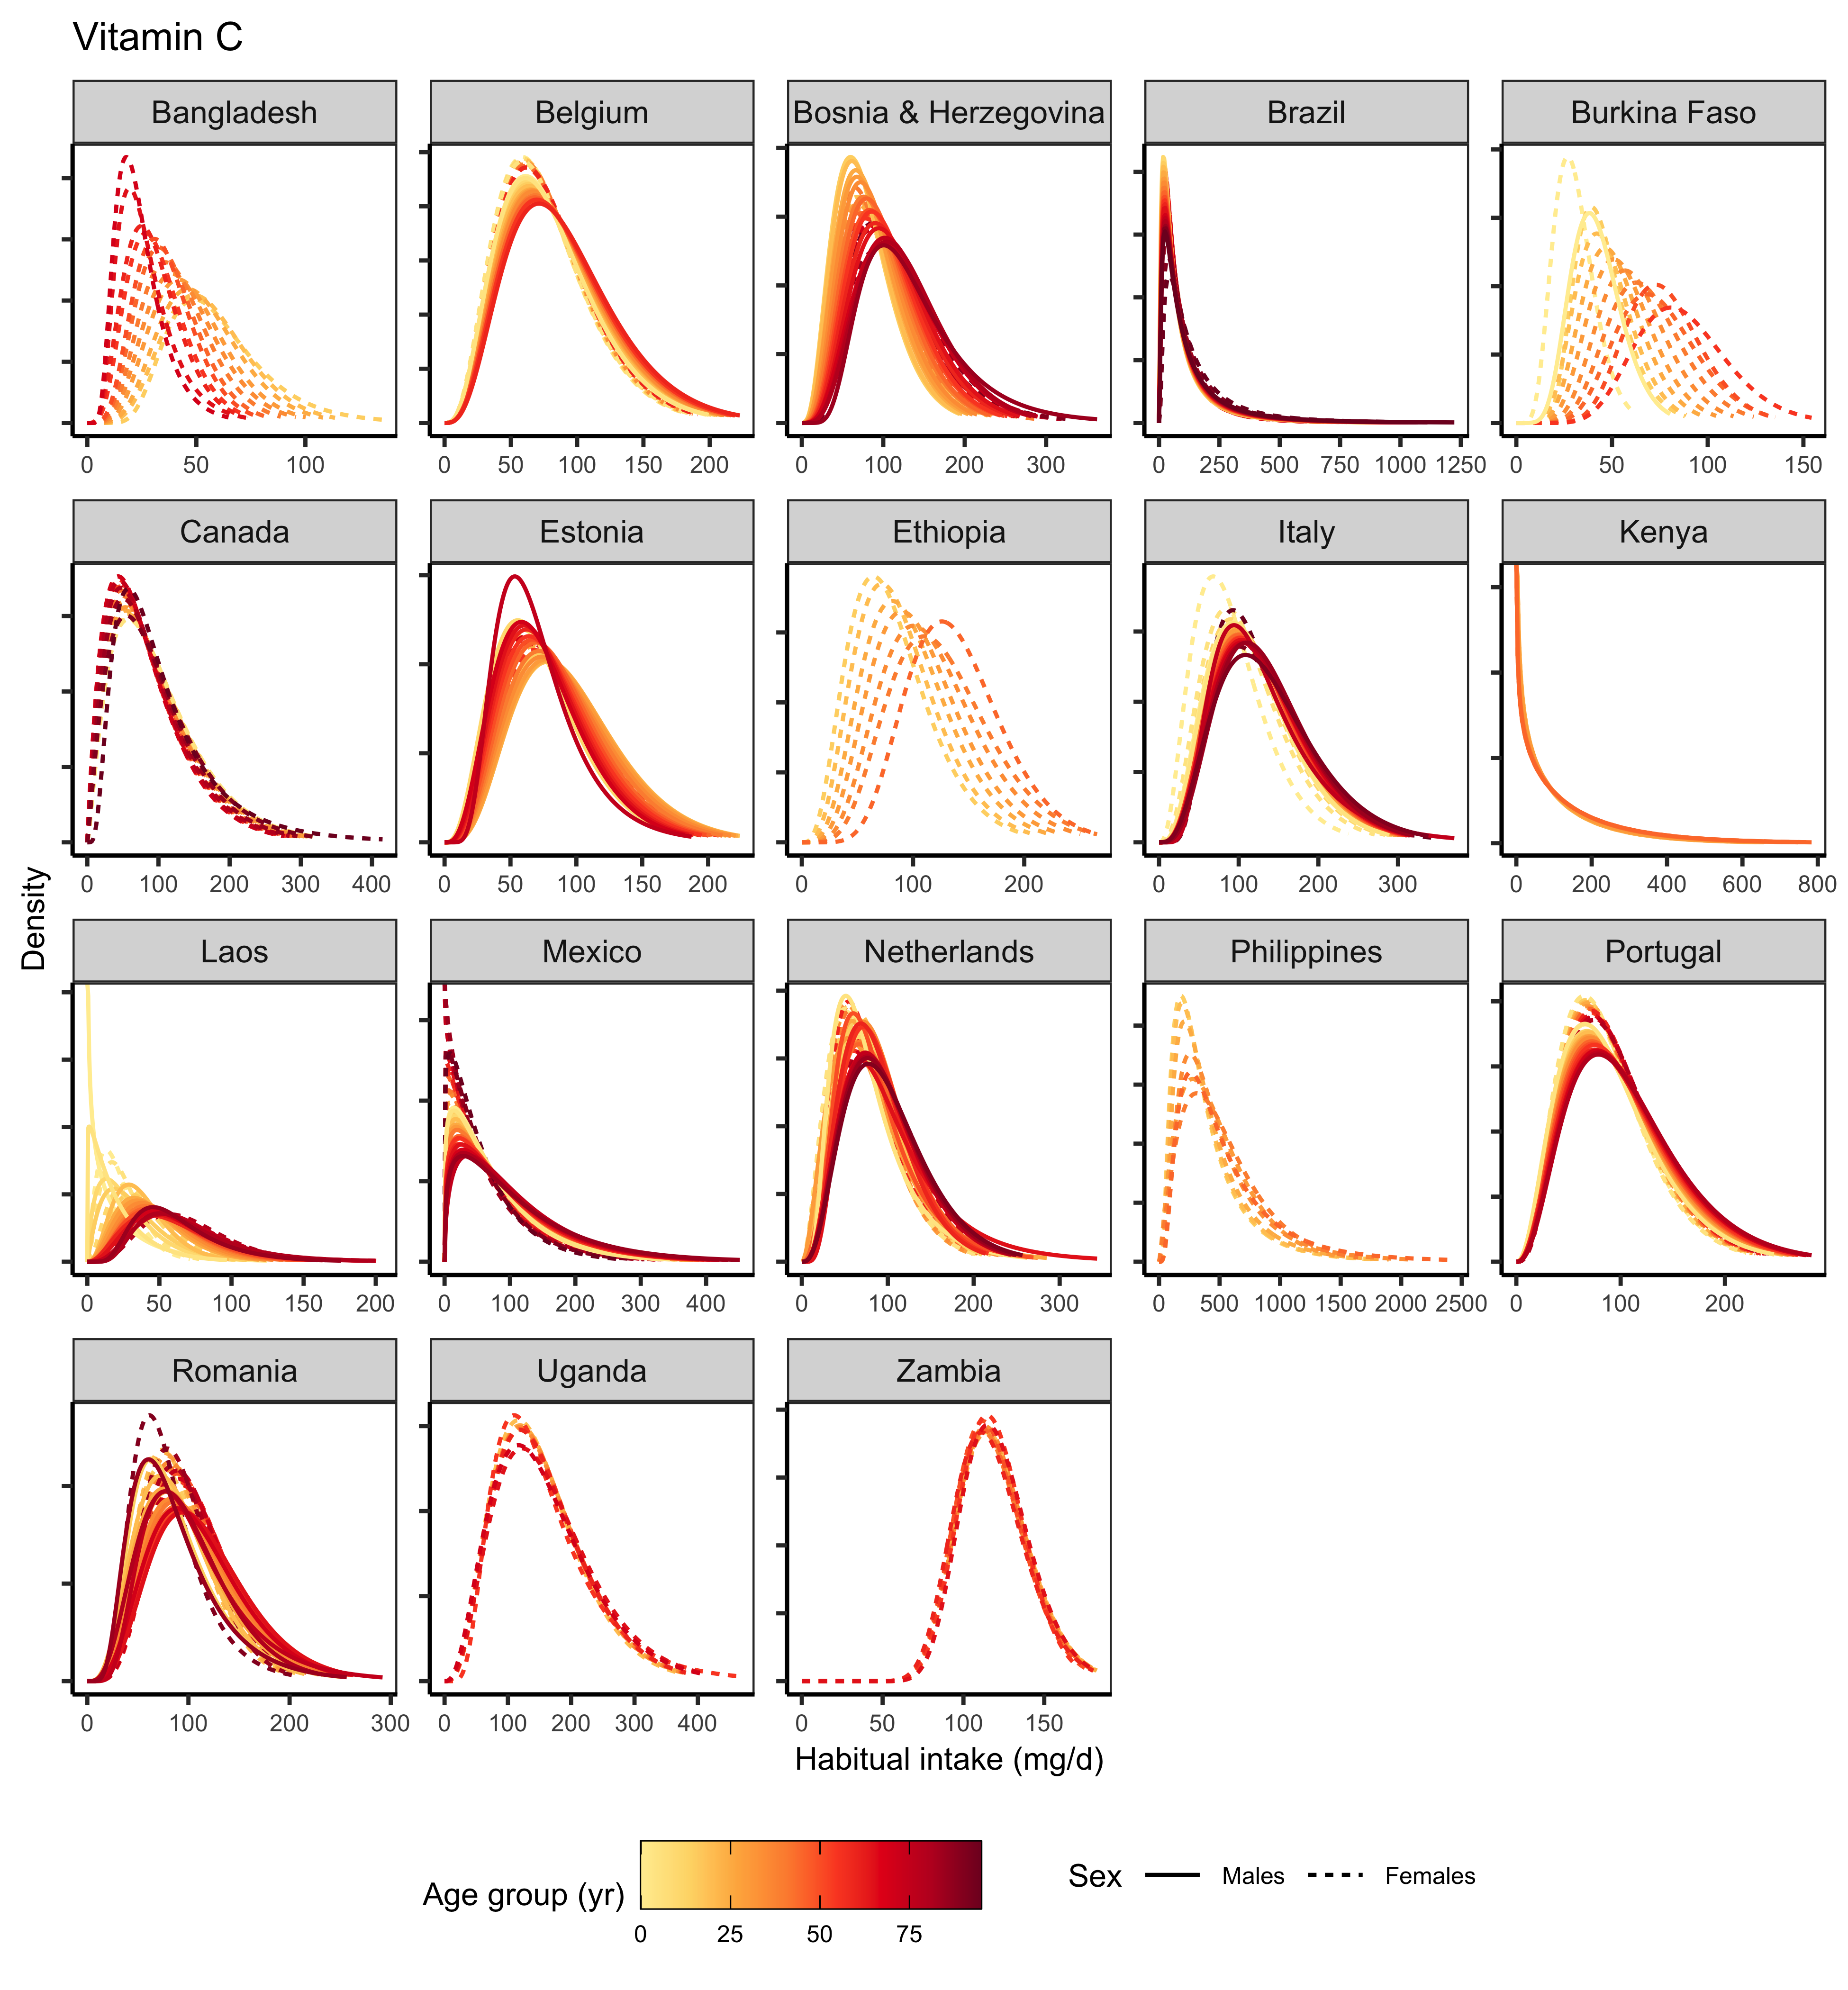 Vitamin C
Bangladesh Belgium Bosnia & Herzegovina Brazil Burkina Faso
0 50 100 0 50 100 150 200 0 100 200 300 0 250 500 750 1000 1250 0 50 100 150
Canada Estonia Ethiopia Italy Kenya
0 100 200 300 400 0 50 100 150 200 0 100 200 0 100 200 300 0 200 400 600 800
Density
Laos Mexico Netherlands Philippines Portugal
0 50 100 150 200 0 100 200 300 400 0 100 200 300 0 500 1000 1500 2000 2500 0 100 200
Romania Uganda Zambia
0 100 200 300 0 100 200 300 400 0 50 100 150
Habitual intake (mg/d)
Age group (yr)
0 25 50 75
Sex Males Females